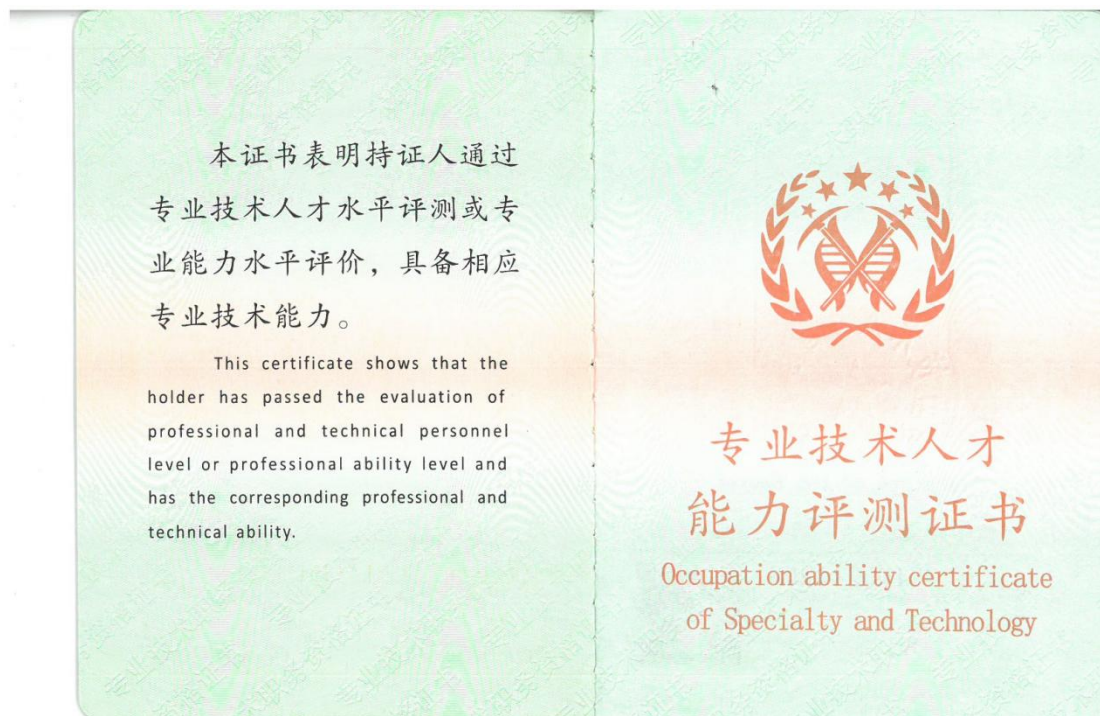 本证书表明持证人通过
专业技术人才水平评测或专
业能力水平评价，具备相应
专业技术能力。
This certificate shows that the
holder has passed the evaluation of
professional and technical personnel
level or professional ability level and
has the corresponding professional and
technical ability.
专业技术人才
能力评测证书
Occupation ability certificate
of Specialty and Technology